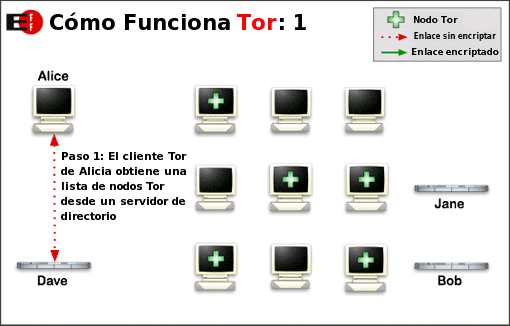 EFF Cómo Funciona Tor: 1
Nodo Tor
Enlace sin encriptar
Enlace encriptado
Alice
Paso 1: El cliente Tor
de Alicia obtiene una
lista de nodos Tor
desde un servidor de
directorio
Jane
Dave
Bob